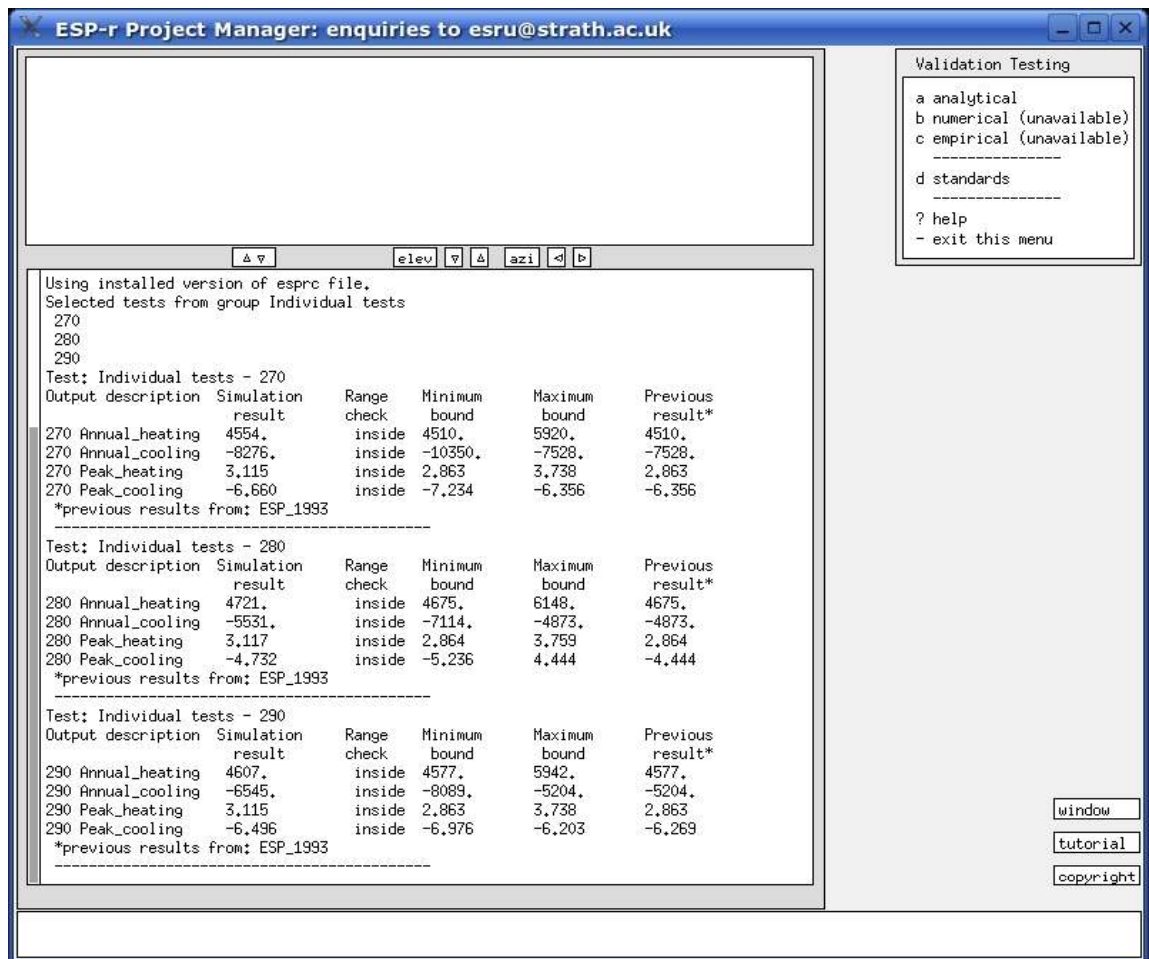 ESP-r Project Manager: enquiries to esru@strath.ac.uk
Validation Testing
a analytical
b numerical (unavailable)
c empirical (unavailable)
---------------
d standards
---------------
? help
- exit this menu
elev azi
Using installed version of esprc file.
Selected tests from group Individual tests
270
280
290
Test: Individual tests - 270
Output description Simulation Range Minimum Maximum Previous
result check bound bound result*
270 Annual_heating 4554. inside 4510. 5920. 4510.
270 Annual_cooling -8276. inside -10350. -7528. -7528.
270 Peak_heating 3.115 inside 2.863 3.738 2.863
270 Peak_cooling -6.660 inside -7.234 -6.356 -6.356
*previous results from: ESP_1993
---------------------------------------------
Test: Individual tests - 280
Output description Simulation Range Minimum Maximum Previous
result check bound bound result*
280 Annual_heating 4721. inside 4675. 6148. 4675.
280 Annual_cooling -5531. inside -7114. -4873. -4873.
280 Peak_heating 3.117 inside 2.864 3.759 2.864
280 Peak_cooling -4.732 inside -5.236 4.444 -4.444
*previous results from: ESP_1993
---------------------------------------------
Test: Individual tests - 290
Output description Simulation Range Minimum Maximum Previous
result check bound bound result*
290 Annual_heating 4607. inside 4577. 5942. 4577.
290 Annual_cooling -6545. inside -8089. -5204. -5204.
290 Peak_heating 3.115 inside 2.863 3.738 2.863
290 Peak_cooling -6.496 inside -6.976 -6.203 -6.269
*previous results from: ESP_1993
---------------------------------------------
window
tutorial
copyright